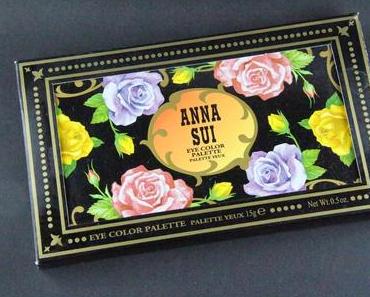 ANNA
SUI
EYE COLOR
PALETTE
PALETTE YEUX
EYE COLOR PALETTE PALETTE YEUX 15g ℮ Net Wt. 0.5 oz.